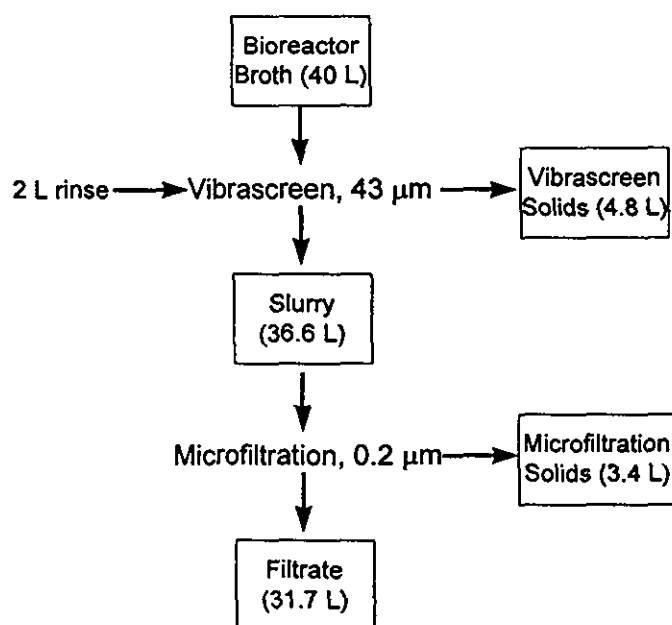 Bioreactor
Broth (40 L)
2 L rinse
Vibrascreen, 43 μm
Vibrascreen
Solids (4.8 L)
Slurry
(36.6 L)
Microfiltration, 0.2 μm
Microfiltration
Solids (3.4 L)
Filtrate
(31.7 L)